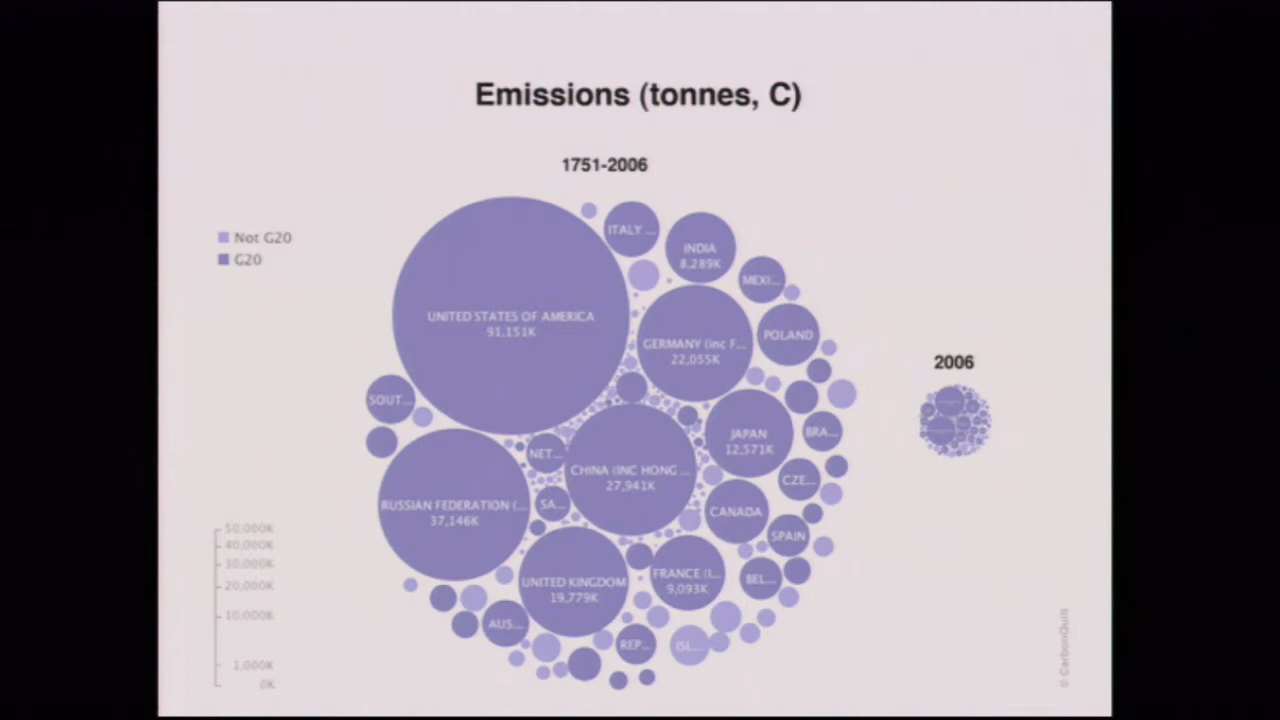 Emissions (tonnes, C)
1751-2006
Not G20
G20
ITALY ...
INDIA
8,289K
MEXI...
UNITED STATES OF AMERICA
91,151K
GERMANY (inc F...
22,055K
POLAND
2006
SOUT...
JAPAN
12,571K
BRA...
NET...
CHINA (INC HONG ...
27,941K
CZE...
RUSSIAN FEDERATION (...
37,146K
SA...
CANADA
SPAIN
50,000K
40,000K
30,000K
20,000K
10,000K
1,000K
0K
UNITED KINGDOM
19,779K
FRANCE (I...
9,093K
BEL...
AUS...
REP...
ISL...
© CarbonQuilt